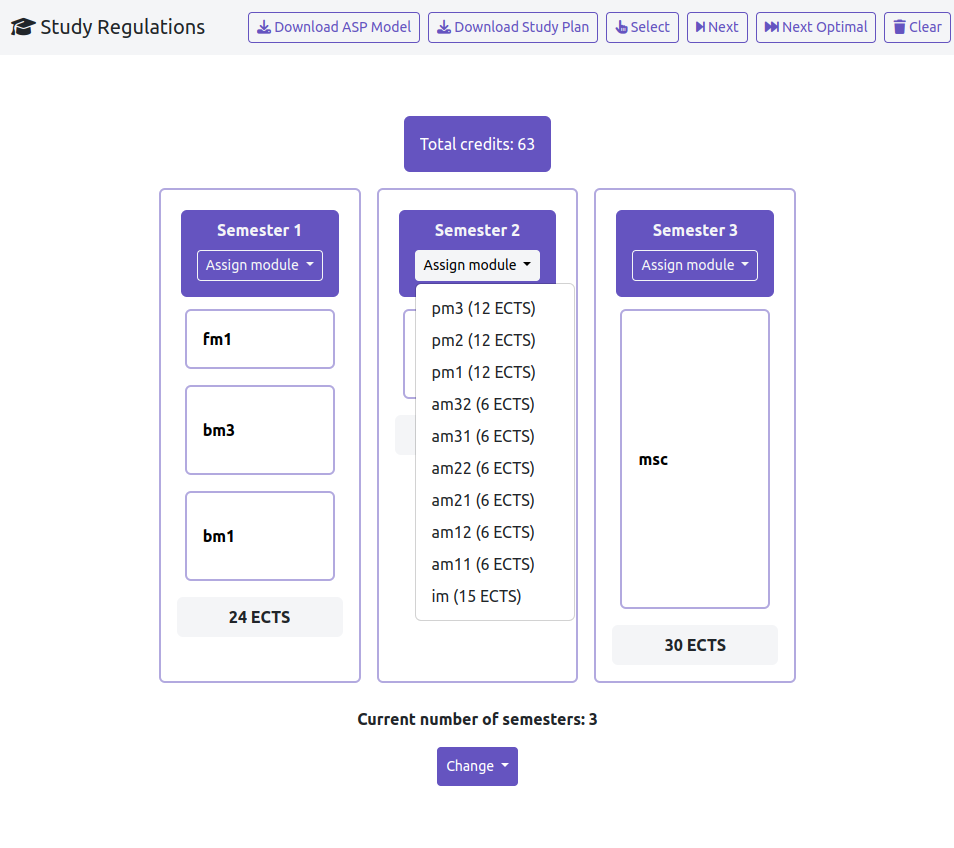 Study Regulations
Download ASP Model
Download Study Plan
Select
Next
Next Optimal
Clear
Total credits: 63
Semester 1
Assign module
fm1
bm3
bm1
24 ECTS
Semester 2
Assign module
pm3 (12 ECTS)
pm2 (12 ECTS)
pm1 (12 ECTS)
am32 (6 ECTS)
am31 (6 ECTS)
am22 (6 ECTS)
am21 (6 ECTS)
am12 (6 ECTS)
am11 (6 ECTS)
im (15 ECTS)
Semester 3
Assign module
msc
30 ECTS
Current number of semesters: 3
Change